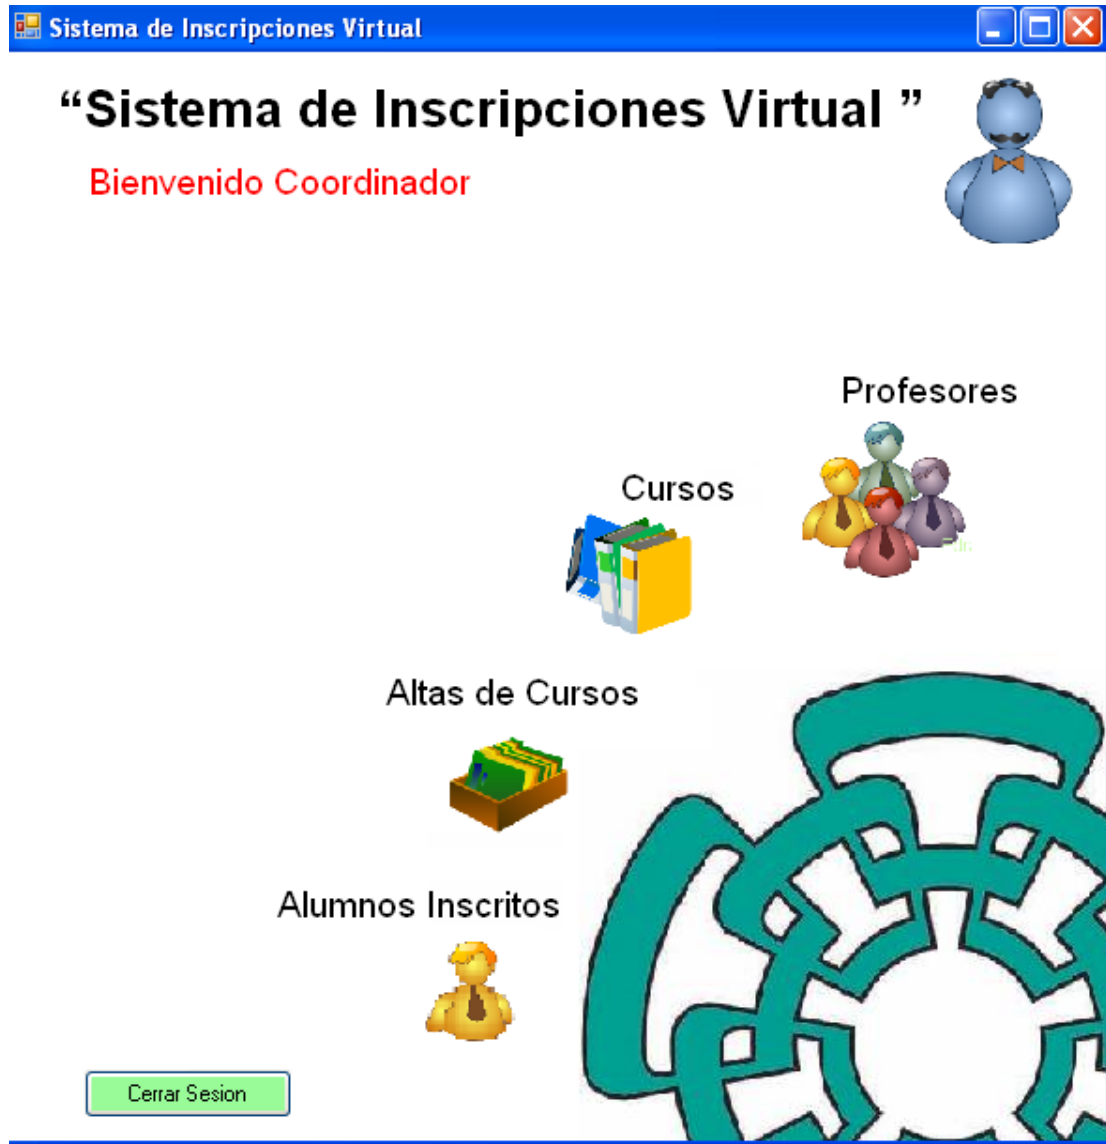 Sistema de Inscripciones Virtual
“Sistema de Inscripciones Virtual ”
Bienvenido Coordinador
Profesores
Cursos
Altas de Cursos
Alumnos Inscritos
Cerrar Sesion